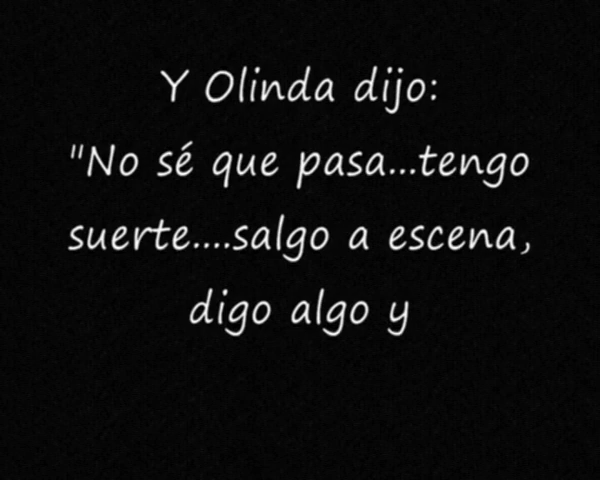 Y Olinda dijo:
"No sé que pasa...tengo
suerte....salgo a escena,
digo algo y